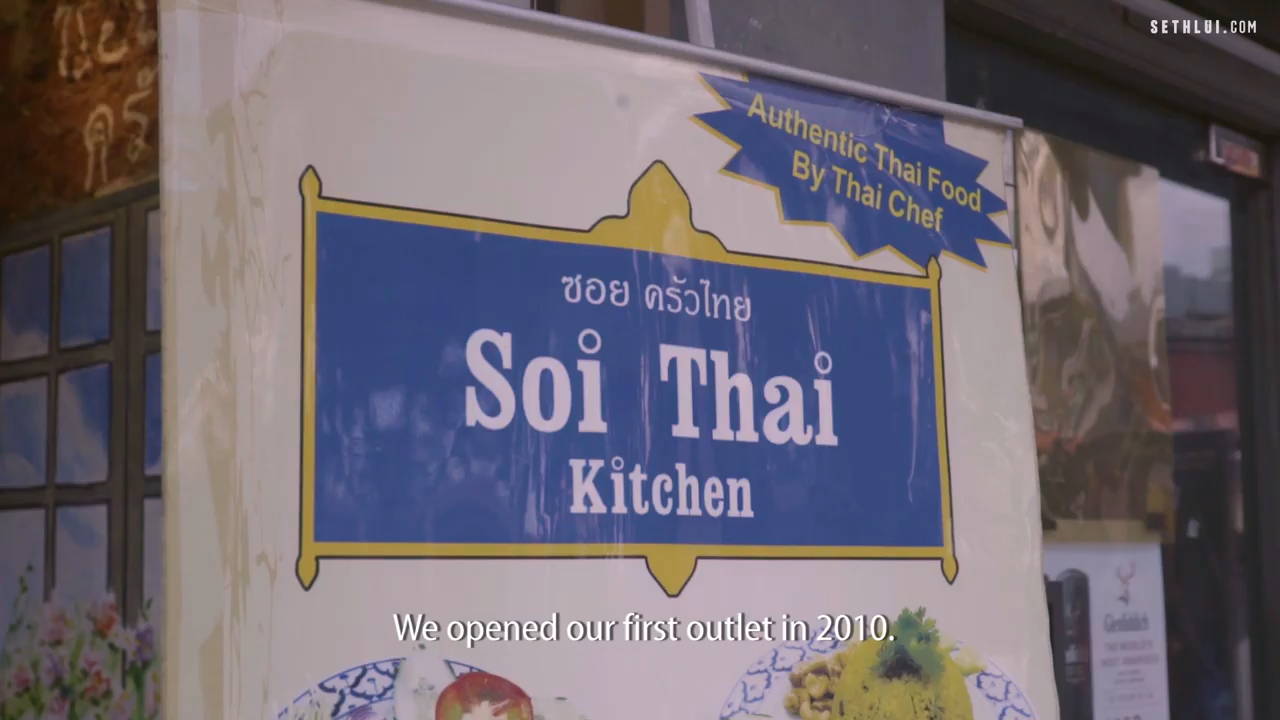 SETHLUI.COM
Authentic Thai Food
By Thai Chef
ซอย ครัวไทย
Soi Thai
Kitchen
We opened our first outlet in 2010.
Glenfiddich